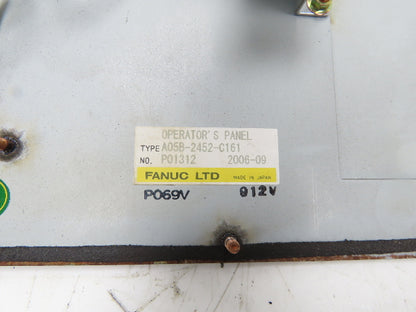 OPERATOR'S PANEL
TYPE A05B-2452-C161
NO. P01312 2006-09
FANUC LTD MADE IN JAPAN
P069V 912V